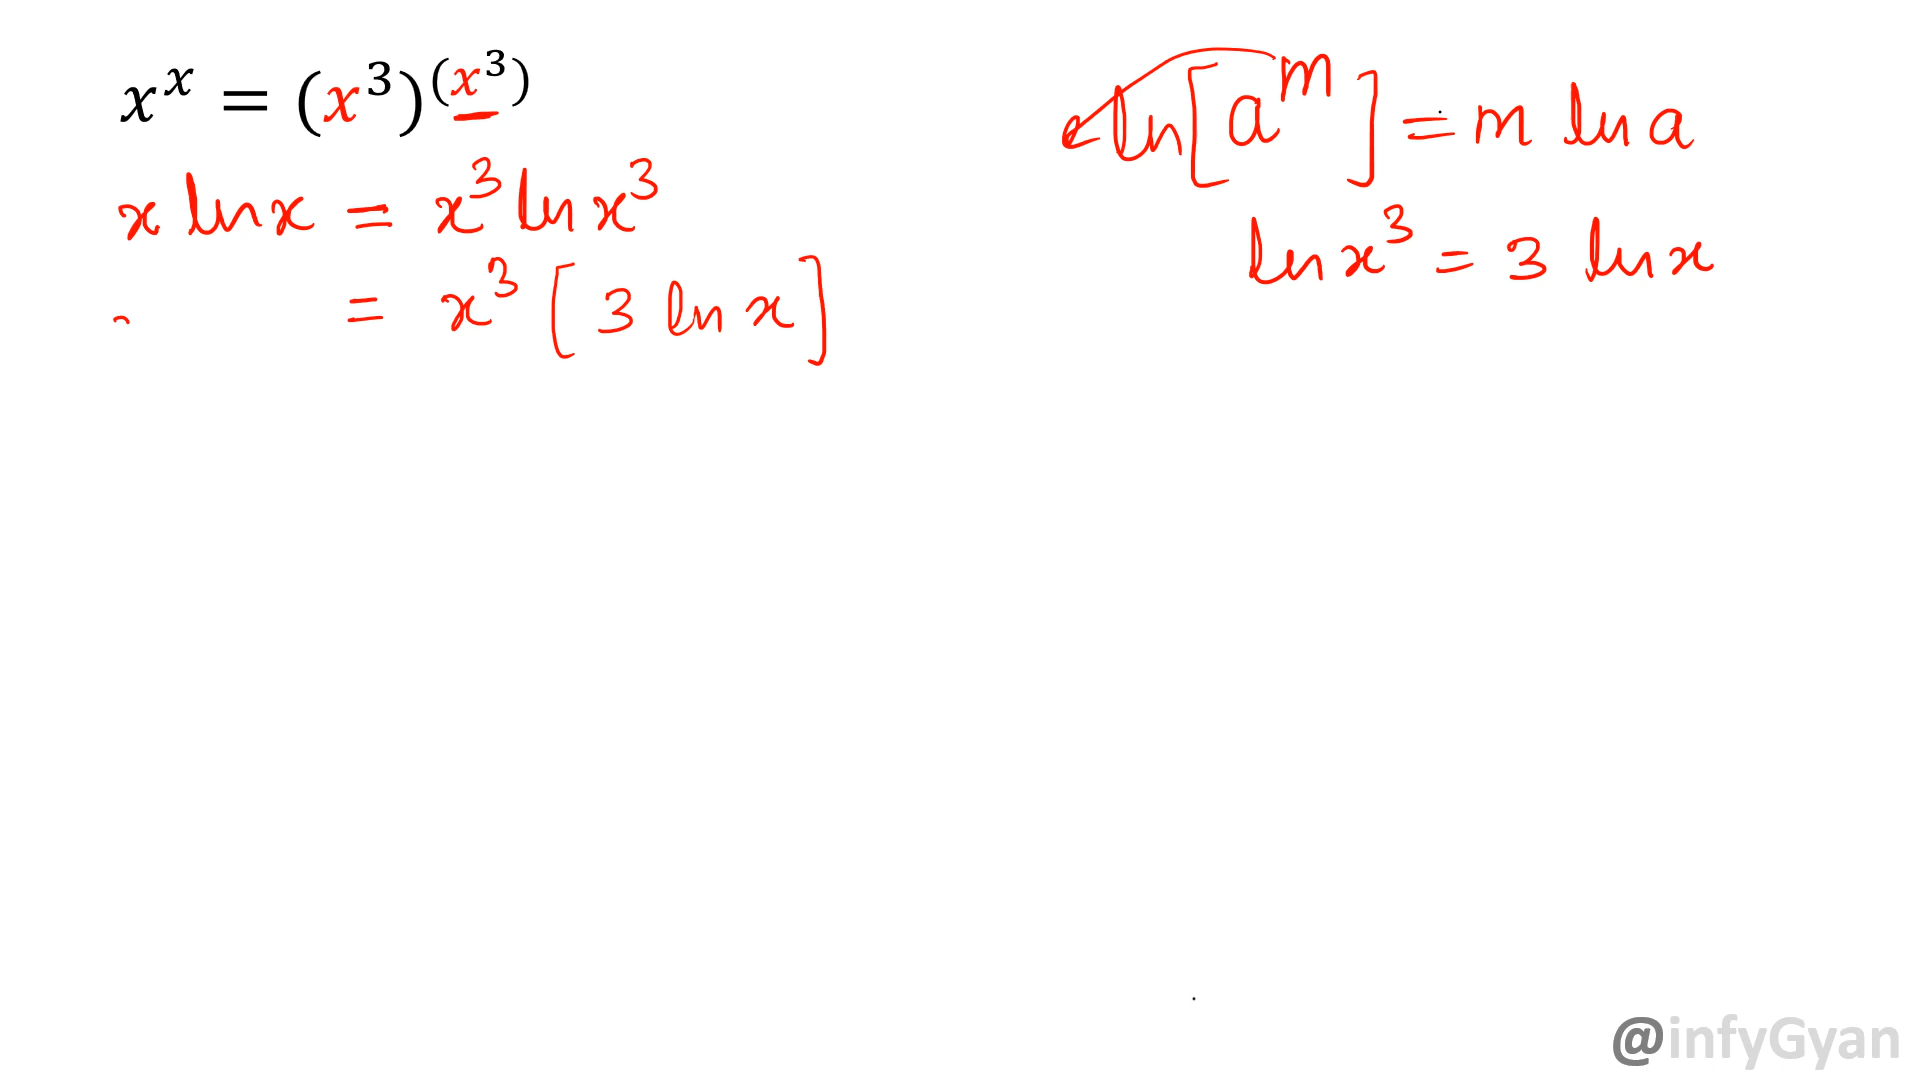 x^x = (x^3)^(x^3)
x ln x = x^3 ln x^3
= x^3 [3 ln x]
ln[a^m] = m ln a
ln x^3 = 3 ln x
@infyGyan